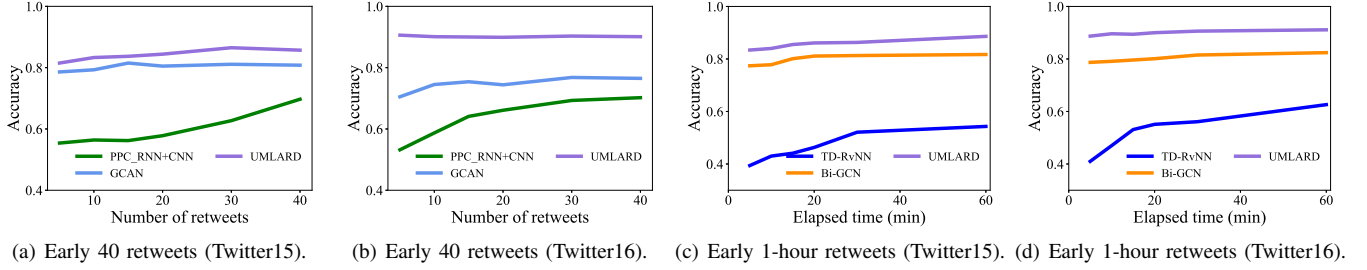 Accuracy
1.0
0.8
0.6
0.4
10
20
30
40
Number of retweets
PPC_RNN+CNN
GCAN
UMLARD
(a) Early 40 retweets (Twitter15).
Accuracy
1.0
0.8
0.6
0.4
10
20
30
40
Number of retweets
PPC_RNN+CNN
GCAN
UMLARD
(b) Early 40 retweets (Twitter16).
Accuracy
1.0
0.8
0.6
0.4
0
20
40
60
Elapsed time (min)
TD-RvNN
Bi-GCN
UMLARD
(c) Early 1-hour retweets (Twitter15).
Accuracy
1.0
0.8
0.6
0.4
0
20
40
60
Elapsed time (min)
TD-RvNN
Bi-GCN
UMLARD
(d) Early 1-hour retweets (Twitter16).